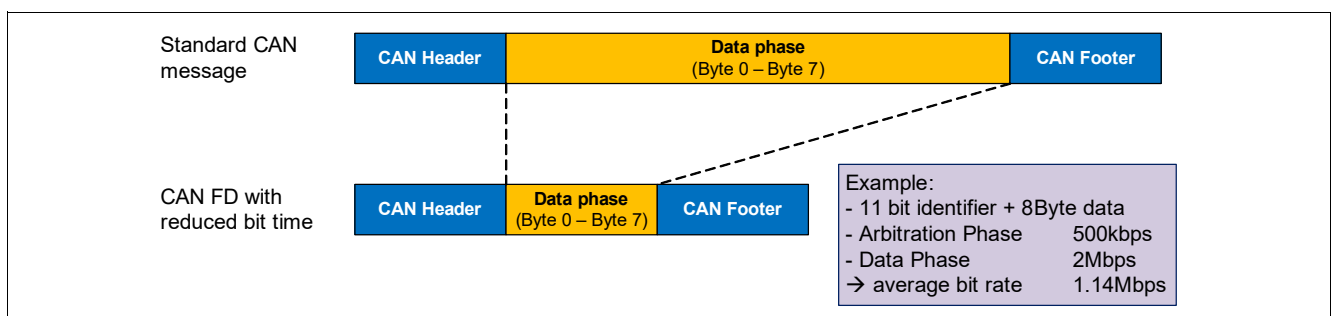 Standard CAN
message
CAN Header
Data phase
(Byte 0 – Byte 7)
CAN Footer
CAN FD with
reduced bit time
CAN Header
Data phase
(Byte 0 – Byte 7)
CAN Footer
Example:
- 11 bit identifier + 8Byte data
- Arbitration Phase 500kbps
- Data Phase 2Mbps
→ average bit rate 1.14Mbps